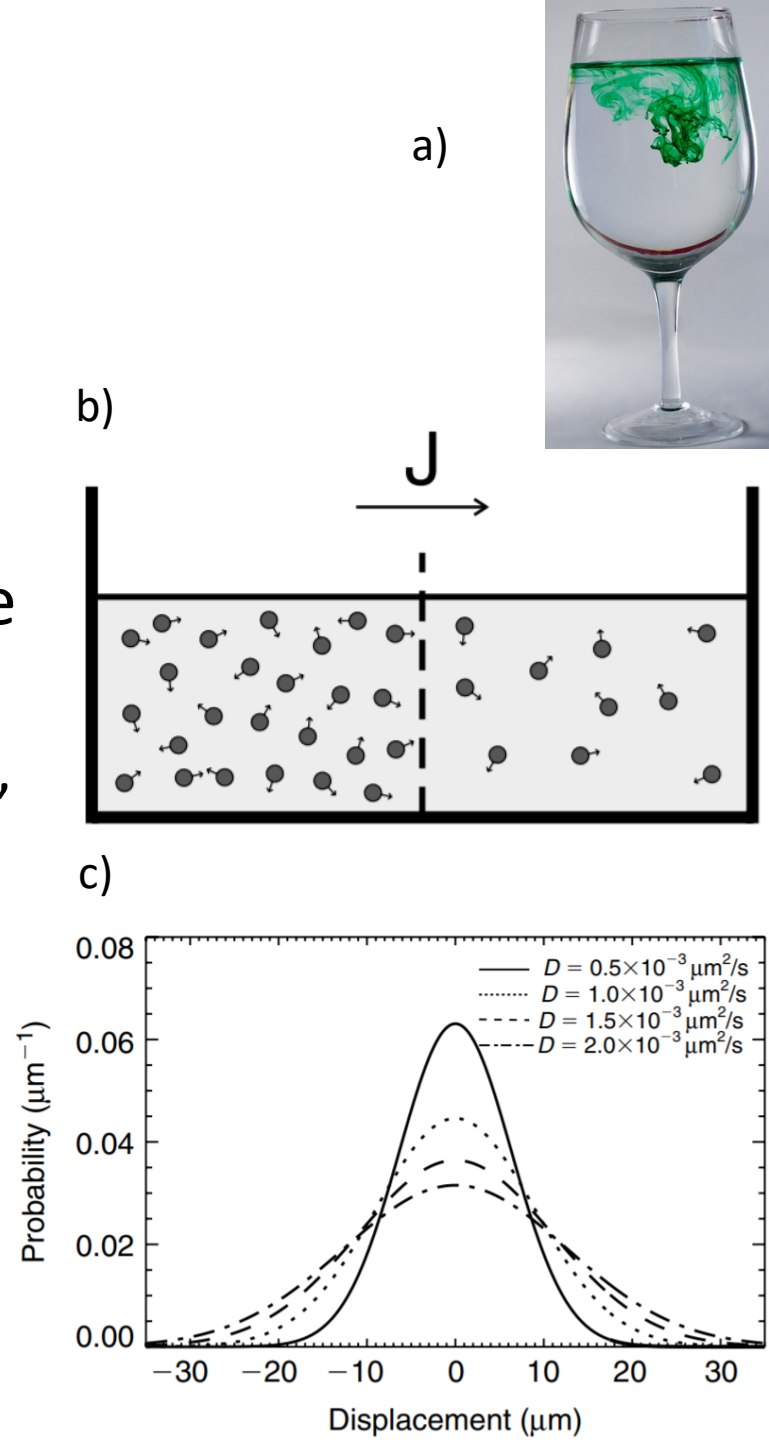 a)
b)
J
e
,
c)
0.08
0.06
0.04
0.02
0.00
Probability (μm⁻¹)
D = 0.5×10⁻³ μm²/s
D = 1.0×10⁻³ μm²/s
D = 1.5×10⁻³ μm²/s
D = 2.0×10⁻³ μm²/s
−30 −20 −10 0 10 20 30
Displacement (μm)